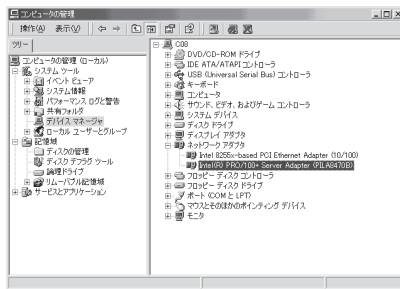 コンピュータの管理
操作(A) 表示(V)
ツリー
コンピュータの管理 (ローカル)
システム ツール
イベント ビューア
システム情報
パフォーマンス ログと警告
共有フォルダ
デバイス マネージャ
ローカル ユーザーとグループ
記憶域
ディスクの管理
ディスク デフラグ ツール
論理ドライブ
リムーバブル記憶域
サービスとアプリケーション
C08
DVD/CD-ROM ドライブ
IDE ATA/ATAPI コントローラ
USB (Universal Serial Bus) コントローラ
キーボード
コンピュータ
サウンド、ビデオ、およびゲーム コントローラ
システム デバイス
ディスク ドライブ
ディスプレイ アダプタ
ネットワーク アダプタ
Intel 8255x-based PCI Ethernet Adapter (10/100)
Intel(R) PRO/100+ Server Adapter (PILA8470B)
フロッピー ディスク コントローラ
フロッピー ディスク ドライブ
ポート (COM と LPT)
マウスとそのほかのポインティング デバイス
モニタ